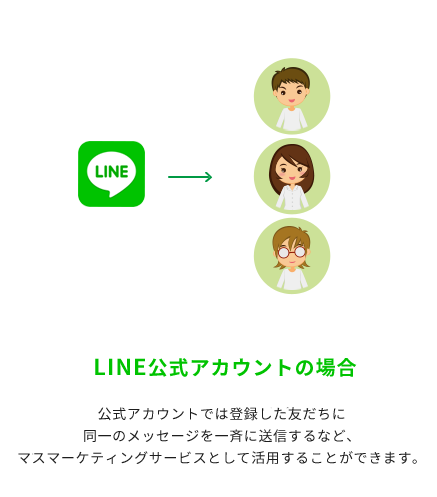 LINE
LINE公式アカウントの場合
公式アカウントでは登録した友だちに
同一のメッセージを一斉に送信するなど、
マスマーケティングサービスとして活用することができます。